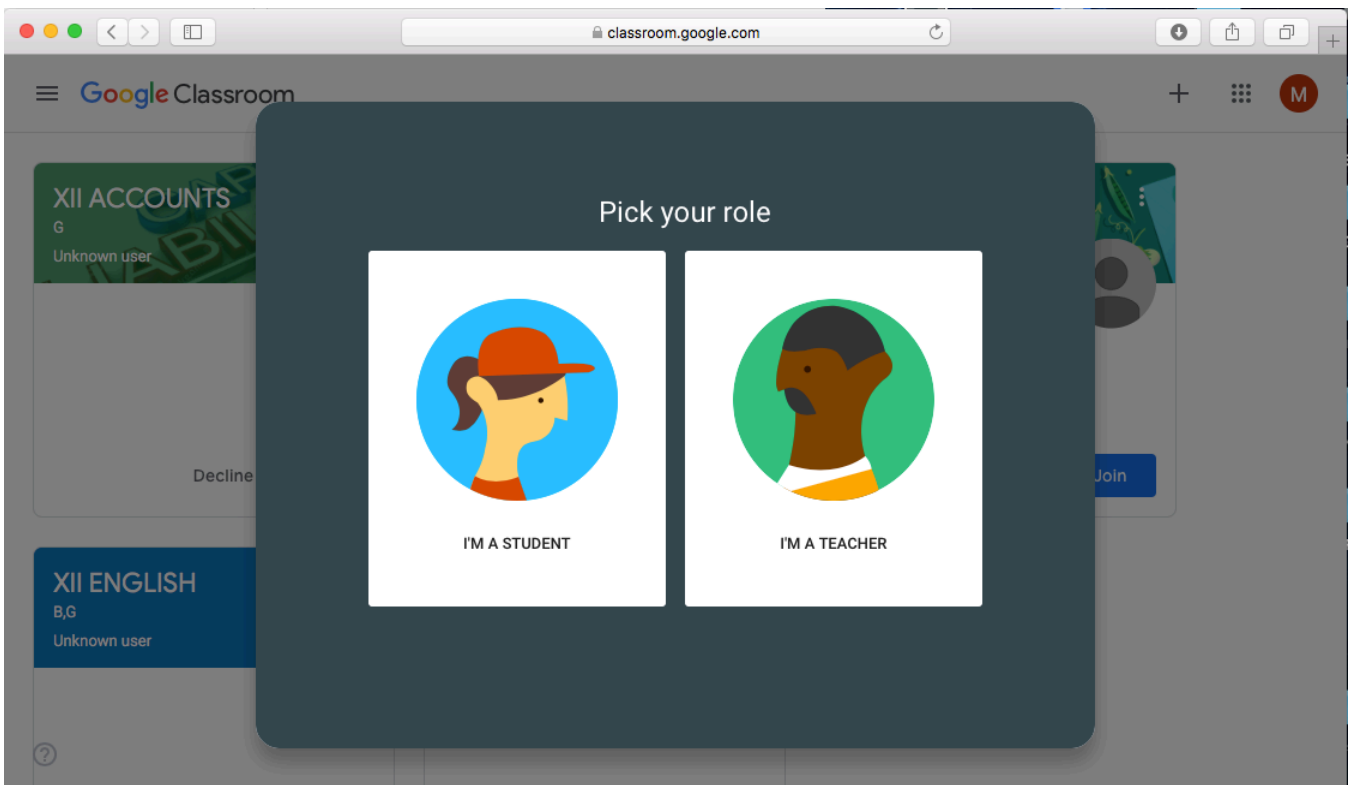 classroom.google.com
Google Classroom
M
XII ACCOUNTS
G
Unknown user
Pick your role
Decline
Join
I'M A STUDENT
I'M A TEACHER
XII ENGLISH
B,G
Unknown user